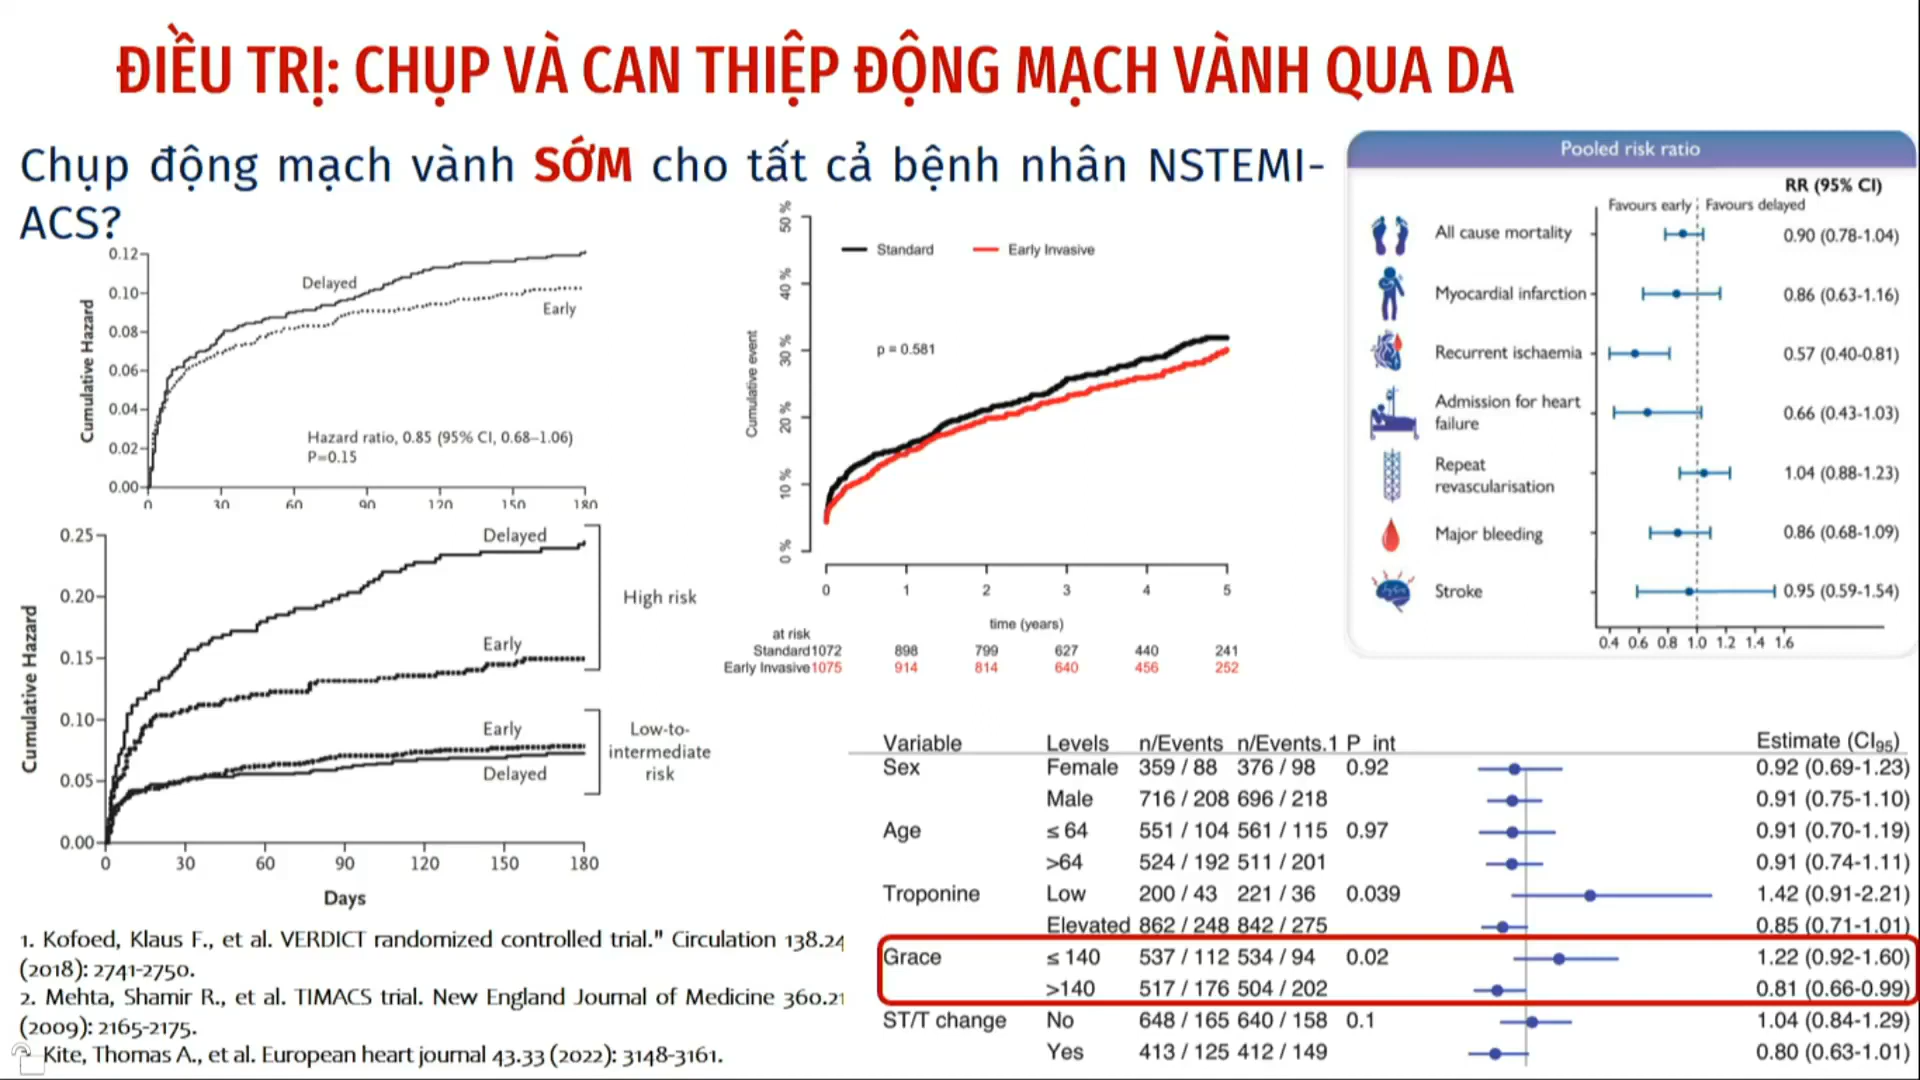 ĐIỀU TRỊ: CHỤP VÀ CAN THIỆP ĐỘNG MẠCH VÀNH QUA DA
Chụp động mạch vành SỚM cho tất cả bệnh nhân NSTEMI-
ACS?
Cumulative Hazard
0.12
0.10
0.08
0.06
0.04
0.02
0.00
Delayed
Early
Hazard ratio, 0.85 (95% CI, 0.68–1.06)
P=0.15
0 30 60 90 120 150 180
Cumulative Hazard
0.25
0.20
0.15
0.10
0.05
0.00
Delayed
High risk
Early
Early
Low-to-
intermediate
risk
Delayed
0 30 60 90 120 150 180
Days
Cumulative event
50 %
40 %
30 %
20 %
10 %
0 %
Standard Early Invasive
p = 0.581
0 1 2 3 4 5
time (years)
at risk
Standard 1072 898 799 627 440 241
Early Invasive 1075 914 814 640 456 252
Pooled risk ratio
RR (95% CI)
Favours early Favours delayed
All cause mortality 0.90 (0.78-1.04)
Myocardial infarction 0.86 (0.63-1.16)
Recurrent ischaemia 0.57 (0.40-0.81)
Admission for heart
failure 0.66 (0.43-1.03)
Repeat
revascularisation 1.04 (0.88-1.23)
Major bleeding 0.86 (0.68-1.09)
Stroke 0.95 (0.59-1.54)
0.4 0.6 0.8 1.0 1.2 1.4 1.6
Variable Levels n/Events n/Events.1 P int Estimate (CI95)
Sex Female 359 / 88 376 / 98 0.92 0.92 (0.69-1.23)
Male 716 / 208 696 / 218 0.91 (0.75-1.10)
Age ≤ 64 551 / 104 561 / 115 0.97 0.91 (0.70-1.19)
>64 524 / 192 511 / 201 0.91 (0.74-1.11)
Troponine Low 200 / 43 221 / 36 0.039 1.42 (0.91-2.21)
Elevated 862 / 248 842 / 275 0.85 (0.71-1.01)
Grace ≤ 140 537 / 112 534 / 94 0.02 1.22 (0.92-1.60)
>140 517 / 176 504 / 202 0.81 (0.66-0.99)
ST/T change No 648 / 165 640 / 158 0.1 1.04 (0.84-1.29)
Yes 413 / 125 412 / 149 0.80 (0.63-1.01)
1. Kofoed, Klaus F., et al. VERDICT randomized controlled trial." Circulation 138.24
(2018): 2741-2750.
2. Mehta, Shamir R., et al. TIMACS trial. New England Journal of Medicine 360.21
(2009): 2165-2175.
Kite, Thomas A., et al. European heart journal 43.33 (2022): 3148-3161.